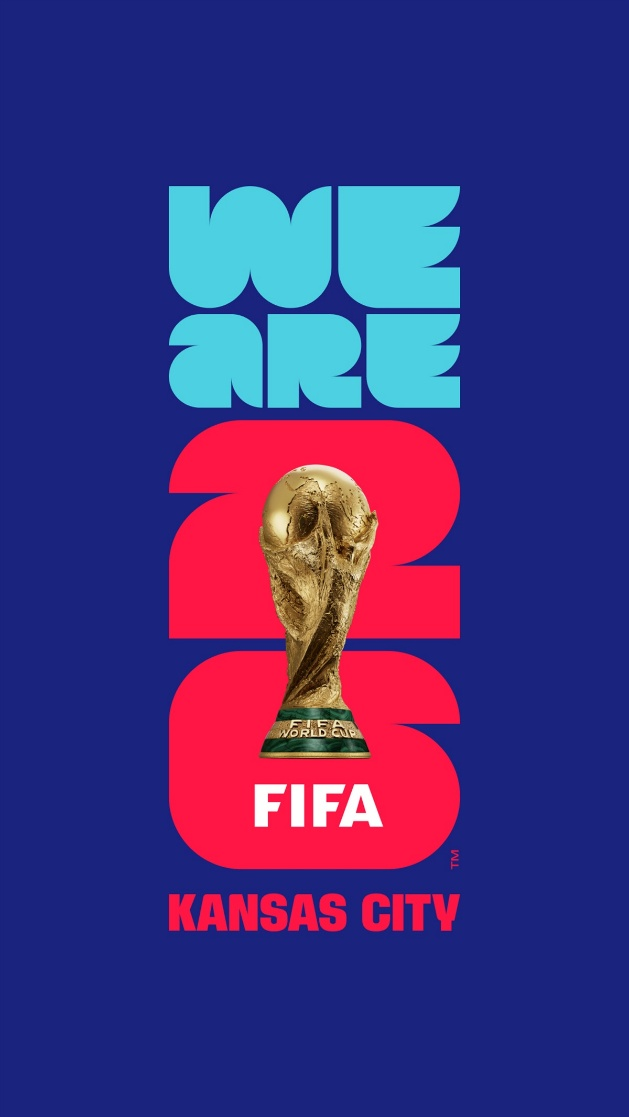 WE
ARE
2
6
FIFA
WORLD CUP
FIFA
TM
KANSAS CITY